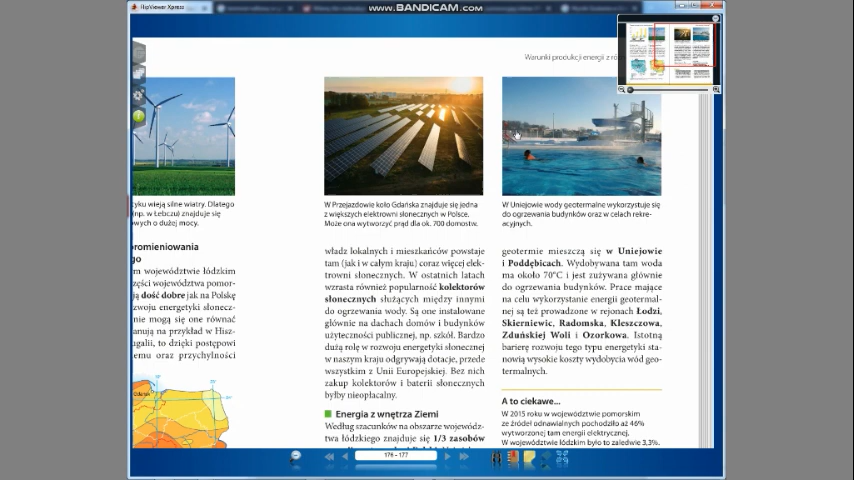 FlipViewer Xpress
WWW.BANDICAM.COM
Warunki produkcji energii z
yku wieją silne wiatry. Dlatego
(np. w Łebczu) znajduje się
owych o dużej mocy.
W Przejazdowie koło Gdańska znajduje się jedna
z większych elektrowni słonecznych w Polsce.
Może ona wytworzyć prąd dla ok. 700 domostw.
W Uniejowie wody geotermalne wykorzystuje się
do ogrzewania budynków oraz w celach rekre-
acyjnych.
romieniowania
go
m województwie łódzkim
zęści województwa pomor-
ją dość dobre jak na Polskę
zwoju energetyki słonecz-
nie mogą się one równać
anują na przykład w Hisz-
ugalii, to dzięki postępowi
emu oraz przychylności
władz lokalnych i mieszkańców powstaje
tam (jak i w całym kraju) coraz więcej elek-
trowni słonecznych. W ostatnich latach
wzrasta również popularność kolektorów
słonecznych służących między innymi
do ogrzewania wody. Są one instalowane
głównie na dachach domów i budynków
użyteczności publicznej, np. szkół. Bardzo
dużą rolę w rozwoju energetyki słonecznej
w naszym kraju odgrywają dotacje, przede
wszystkim z Unii Europejskiej. Bez nich
zakup kolektorów i baterii słonecznych
byłby nieopłacalny.
Energia z wnętrza Ziemi
Według szacunków na obszarze wojewódz-
twa łódzkiego znajduje się 1/3 zasobów
geotermie mieszczą się w Uniejowie
i Poddębicach. Wydobywana tam woda
ma około 70°C i jest zużywana głównie
do ogrzewania budynków. Prace mające
na celu wykorzystanie energii geotermal-
nej są też prowadzone w rejonach Łodzi,
Skierniewic, Radomska, Kleszczowa,
Zduńskiej Woli i Ozorkowa. Istotną
barierę rozwoju tego typu energetyki sta-
nowią wysokie koszty wydobycia wód geo-
termalnych.
A to ciekawe...
W 2015 roku w województwie pomorskim
ze źródeł odnawialnych pochodziło aż 46%
wytworzonej tam energii elektrycznej.
W województwie łódzkim było to zaledwie 3,3%.
176 - 177